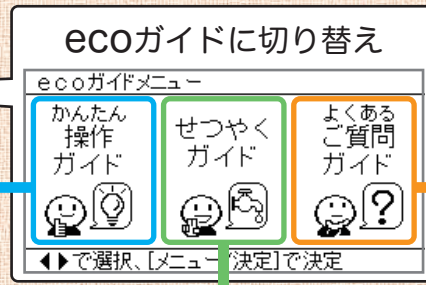 ecoガイドに切り替え
ecoガイドメニュー
かんたん
操作
ガイド
せつやく
ガイド
よくある
ご質問
ガイド
?
◀▶で選択、[メニュー/決定]で決定